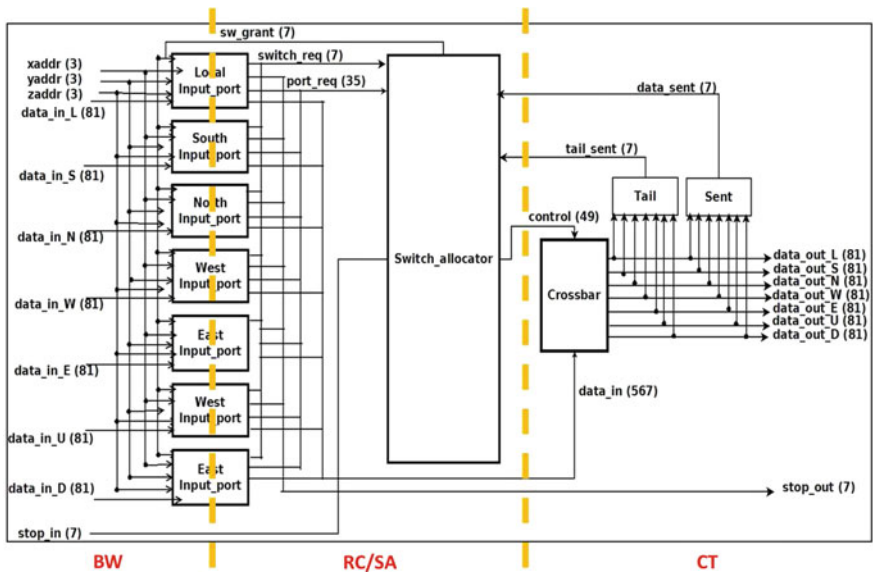 sw_grant (7)
xaddr (3)
yaddr (3)
zaddr (3)
data_in_L (81)
Local
Input_port
switch_req (7)
port_req (35)
data_in_S (81)
South
Input_port
data_in_N (81)
North
Input_port
data_in_W (81)
West
Input_port
data_in_E (81)
East
Input_port
data_in_U (81)
West
Input_port
data_in_D (81)
East
Input_port
stop_in (7)
Switch_allocator
data_sent (7)
tail_sent (7)
Tail
Sent
control (49)
Crossbar
data_out_L (81)
data_out_S (81)
data_out_N (81)
data_out_W (81)
data_out_E (81)
data_out_U (81)
data_out_D (81)
data_in (567)
stop_out (7)
BW
RC/SA
CT